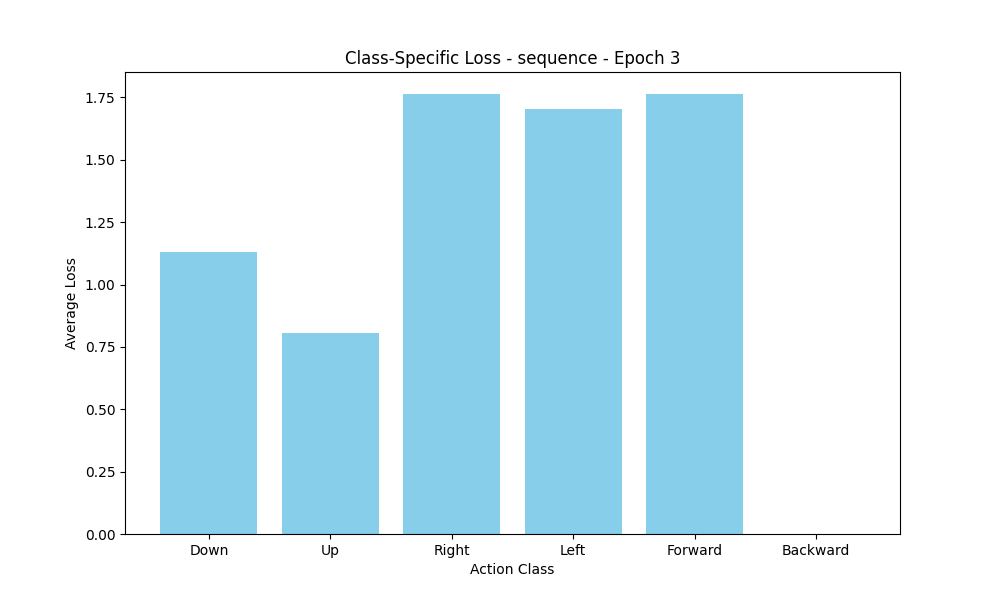 Class-Specific Loss - sequence - Epoch 3
1.75
1.50
1.25
1.00
0.75
0.50
0.25
0.00
Average Loss
Down Up Right Left Forward Backward
Action Class